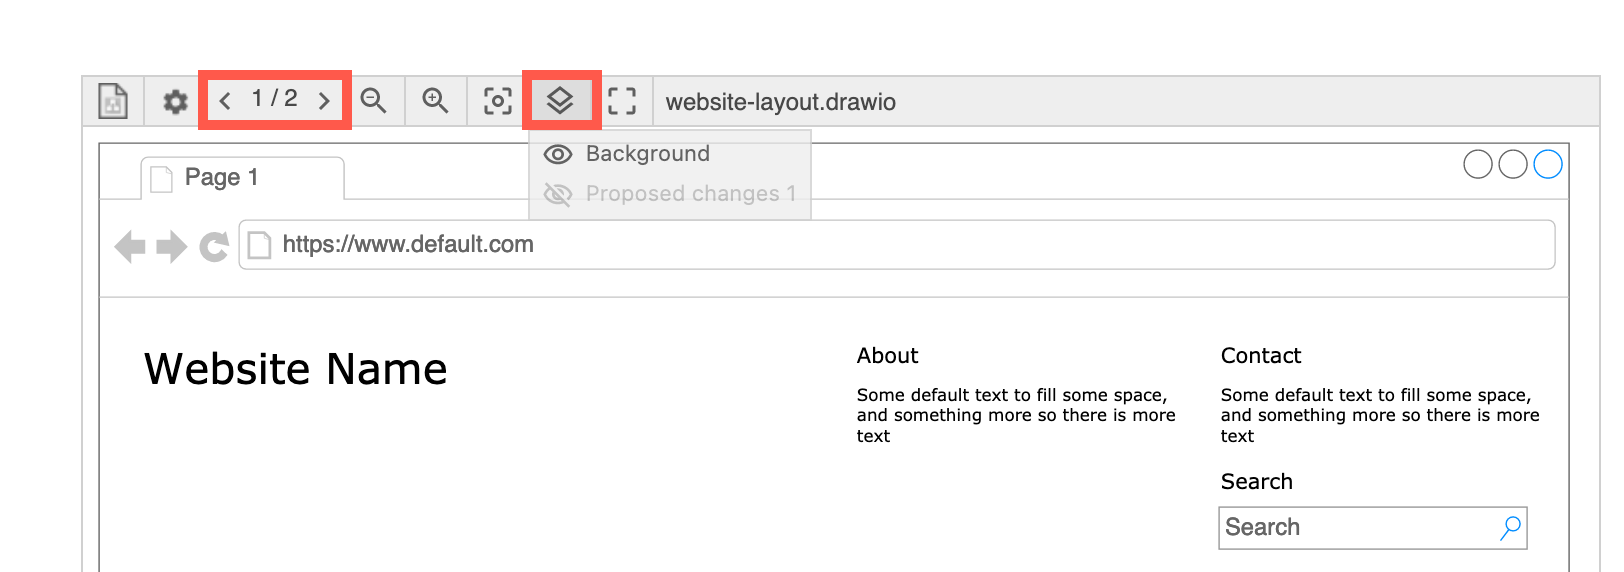 1 / 2
website-layout.drawio
Background
Proposed changes 1
Page 1
https://www.default.com
Website Name
About
Some default text to fill some space,
and something more so there is more
text
Contact
Some default text to fill some space,
and something more so there is more
text
Search
Search